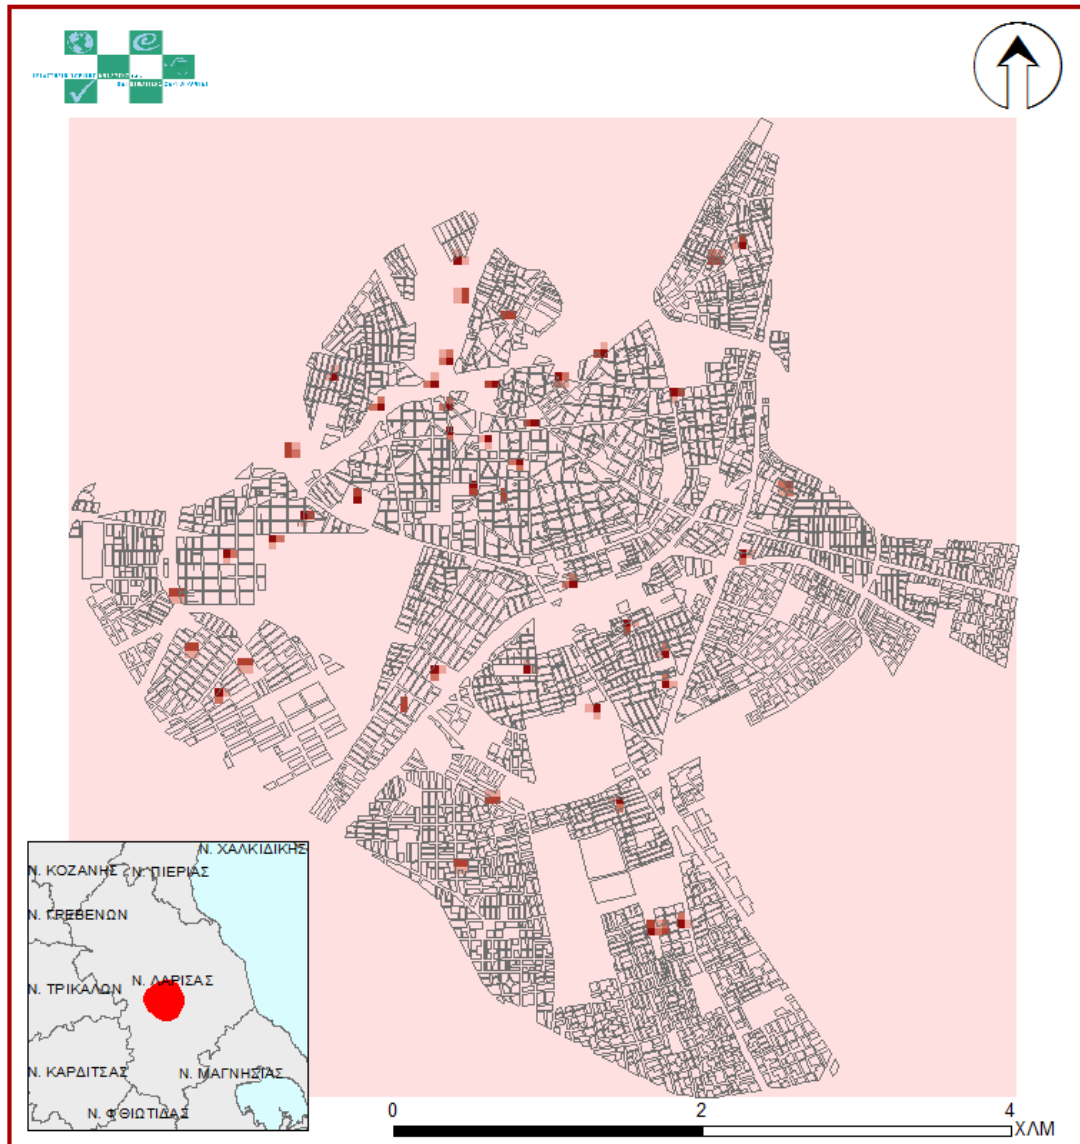 Ν. ΧΑΛΚΙΔΙΚΗΣ
Ν. ΚΟΖΑΝΗΣ
Ν. ΠΙΕΡΙΑΣ
Ν. ΓΡΕΒΕΝΩΝ
Ν. ΛΑΡΙΣΑΣ
Ν. ΤΡΙΚΑΛΩΝ
Ν. ΚΑΡΔΙΤΣΑΣ
Ν. ΜΑΓΝΗΣΙΑΣ
Ν. ΦΘΙΩΤΙΔΑΣ
0 2 4
ΧΛΜ